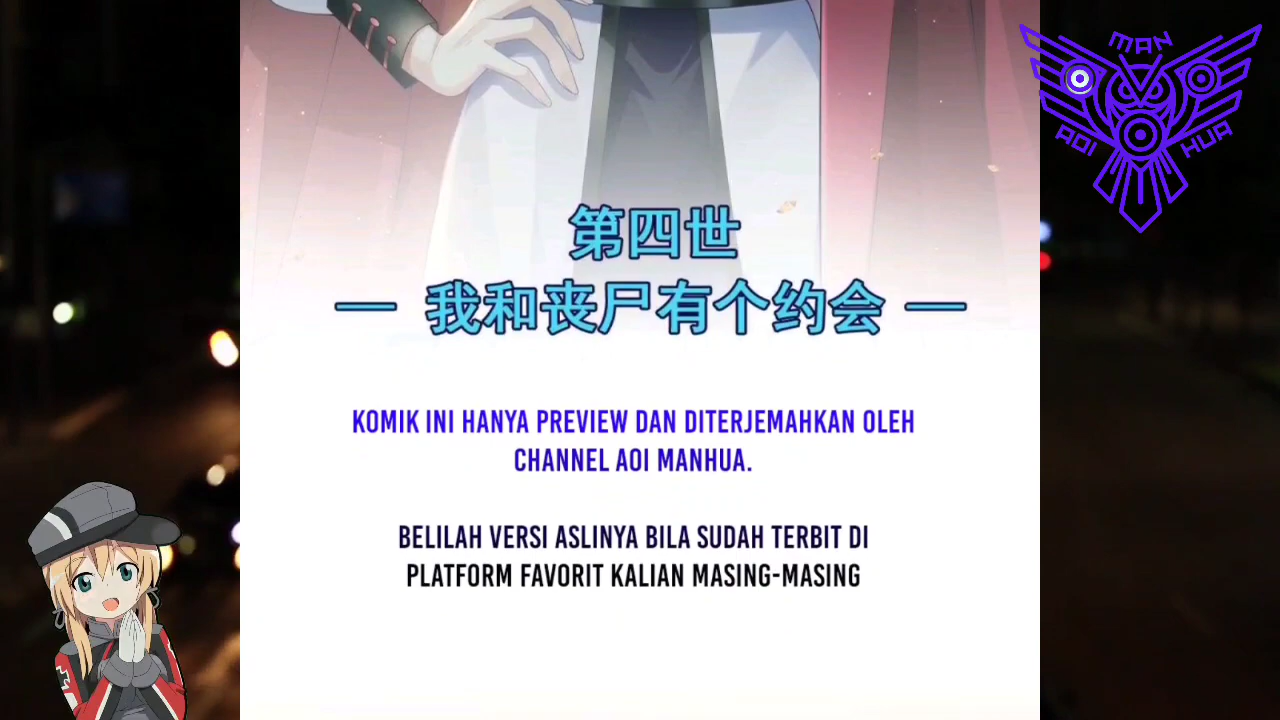 MAN
AOI HUA
第四世
— 我和丧尸有个约会 —
KOMIK INI HANYA PREVIEW DAN DITERJEMAHKAN OLEH
CHANNEL AOI MANHUA.
BELILAH VERSI ASLINYA BILA SUDAH TERBIT DI
PLATFORM FAVORIT KALIAN MASING-MASING